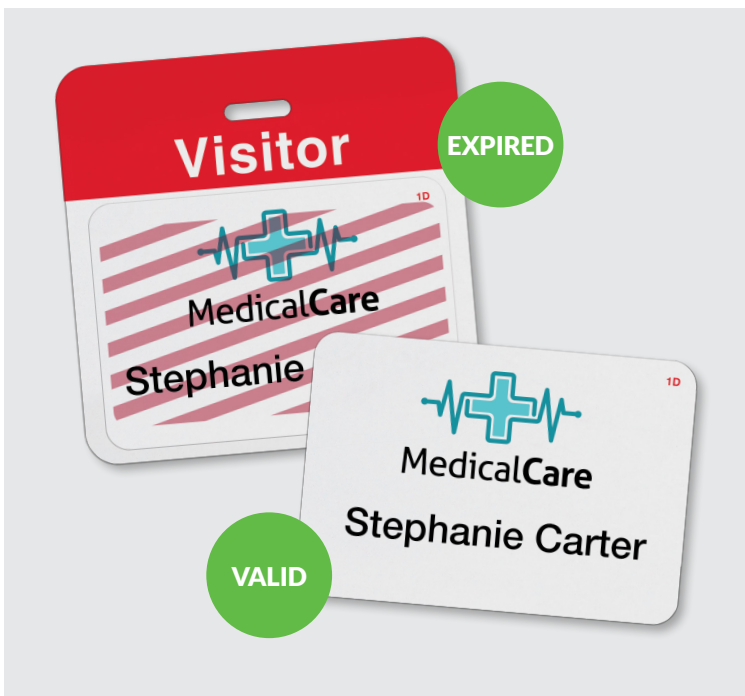 Visitor
EXPIRED
1D
MedicalCare
Stephanie
1D
MedicalCare
Stephanie Carter
VALID